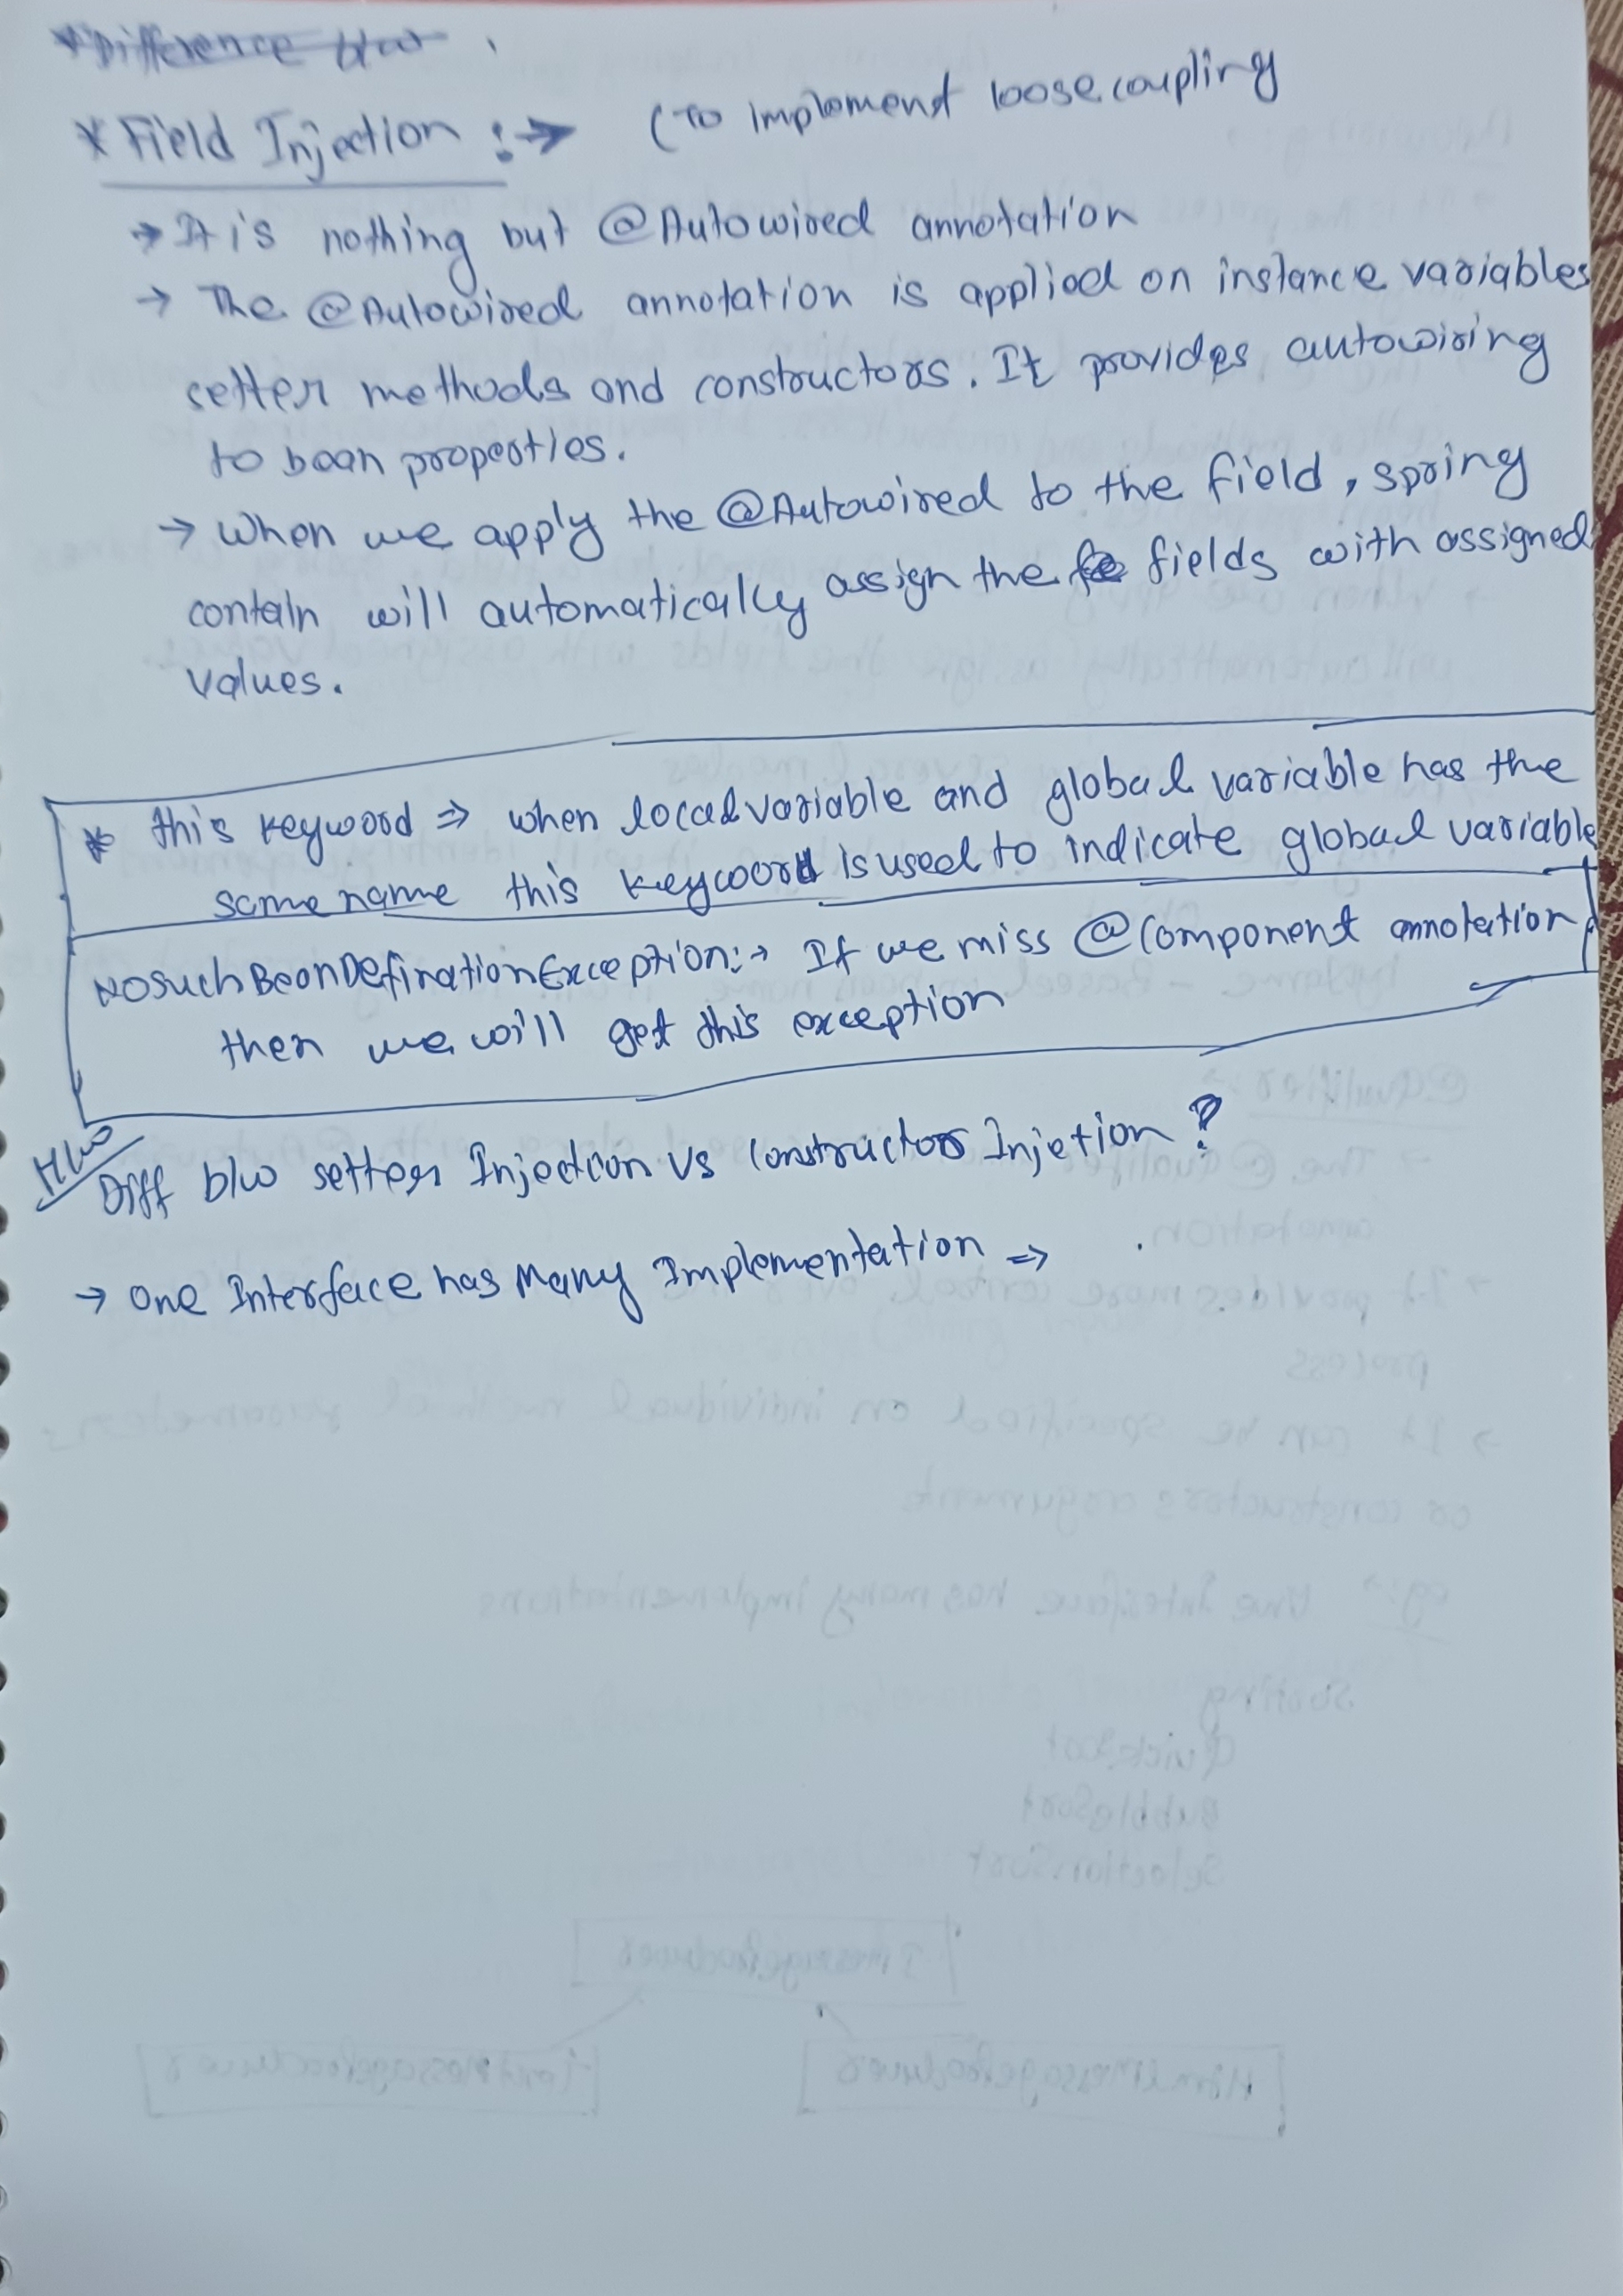 * Difference b/w
* Field Injection :→ (To Implement loose coupling
→ It is nothing but @Autowired annotation
→ The @Autowired annotation is applied on instance variables
setter methods and constructors. It provides autowiring
to bean properties.
→ When we apply the @Autowired to the field, spring
contain will automatically assign the fields with assigned
values.
* this keyword ⇒ when local variable and global variable has the
same name this keyword is used to indicate global variable
NoSuchBeanDefinationException:→ If we miss @Component annotation
then we will get this exception
H/W
Diff b/w setter Injection vs Constructor Injetion?
→ One Interface has Many Implementation ⇒